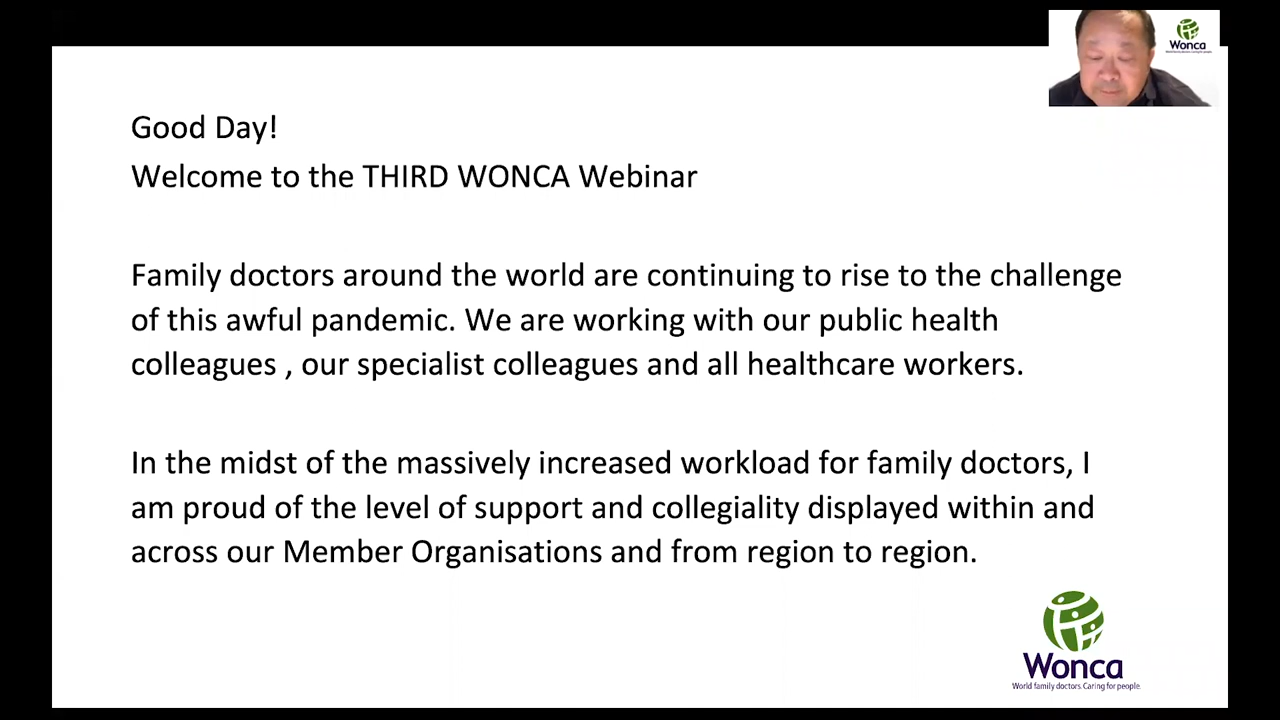 Wonca
Good Day!
Welcome to the THIRD WONCA Webinar
Family doctors around the world are continuing to rise to the challenge
of this awful pandemic. We are working with our public health
colleagues , our specialist colleagues and all healthcare workers.
In the midst of the massively increased workload for family doctors, I
am proud of the level of support and collegiality displayed within and
across our Member Organisations and from region to region.
Wonca
World family doctors. Caring for people.